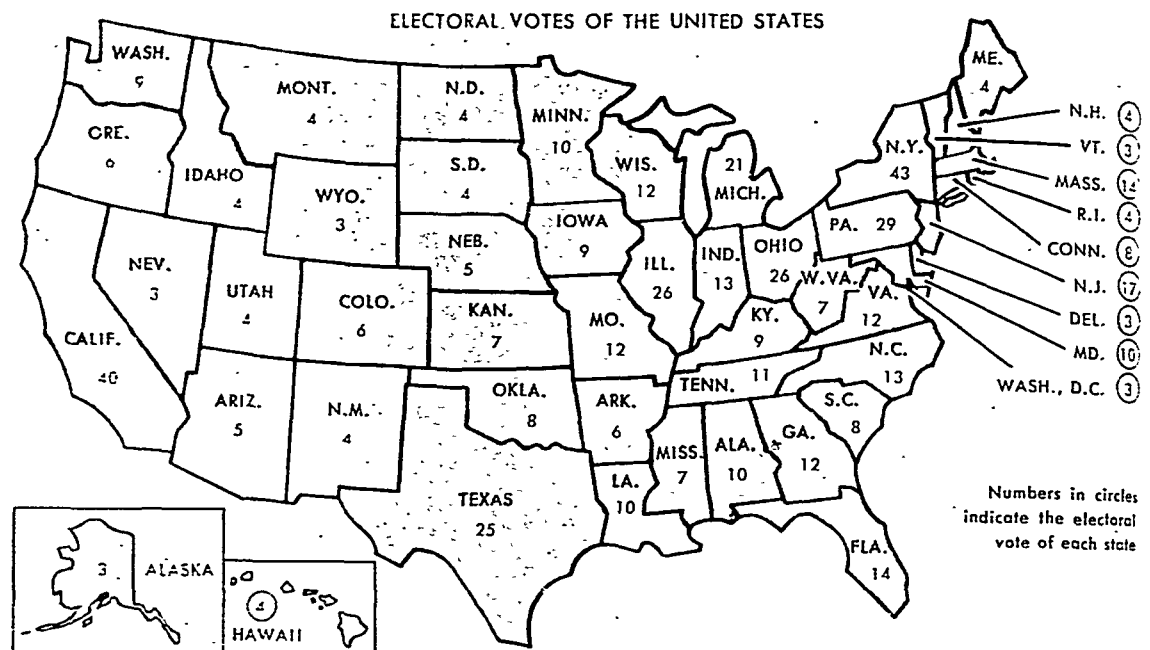 ELECTORAL VOTES OF THE UNITED STATES
WASH.
9
ORE.
6
IDAHO
4
MONT.
4
WYO.
3
N.D.
4
S.D.
4
NEB.
5
KAN.
7
MINN.
10
IOWA
9
WIS.
12
21
MICH.
CALIF.
40
NEV.
3
UTAH
4
COLO.
6
ARIZ.
5
N.M.
4
OKLA.
8
TEXAS
25
MO.
12
ARK.
6
LA.
10
ILL.
26
IND.
13
OHIO
26
KY.
9
TENN. 11
MISS.
7
ALA.
10
GA.
12
FLA.
14
S.C.
8
N.C.
13
VA.
12
W.VA.
7
PA. 29
N.Y.
43
ME.
4
N.H. 4
VT. 3
MASS. 14
R.I. 4
CONN. 8
N.J. 17
DEL. 3
MD. 10
WASH., D.C. 3
Numbers in circles
indicate the electoral
vote of each state
3 ALASKA
4
HAWAII